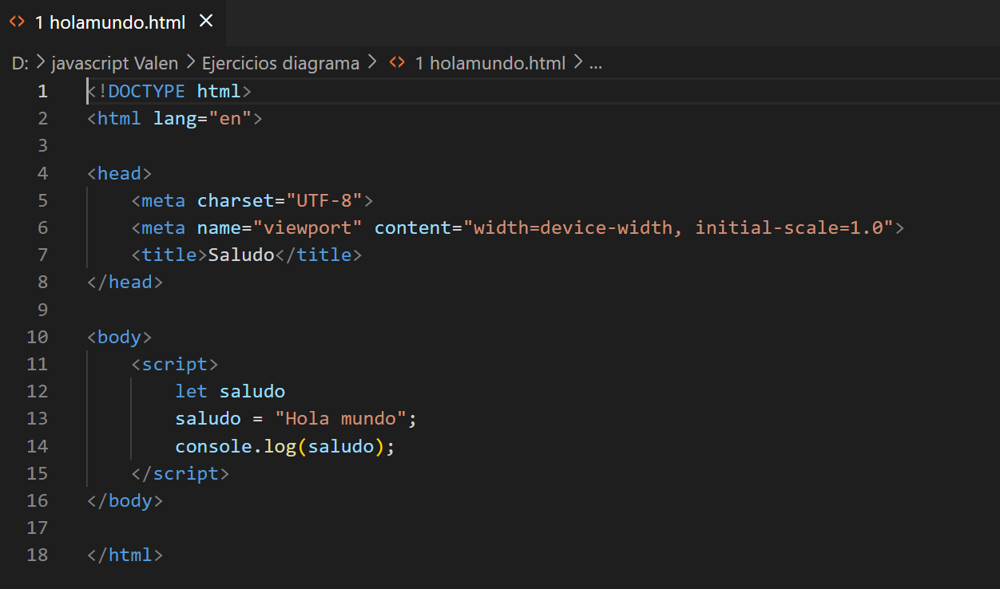 <> 1 holamundo.html ×
D: > javascript Valen > Ejercicios diagrama > <> 1 holamundo.html > ...
1 <!DOCTYPE html>
2 <html lang="en">
3
4 <head>
5     <meta charset="UTF-8">
6     <meta name="viewport" content="width=device-width, initial-scale=1.0">
7     <title>Saludo</title>
8 </head>
9
10 <body>
11     <script>
12         let saludo
13         saludo = "Hola mundo";
14         console.log(saludo);
15     </script>
16 </body>
17
18 </html>